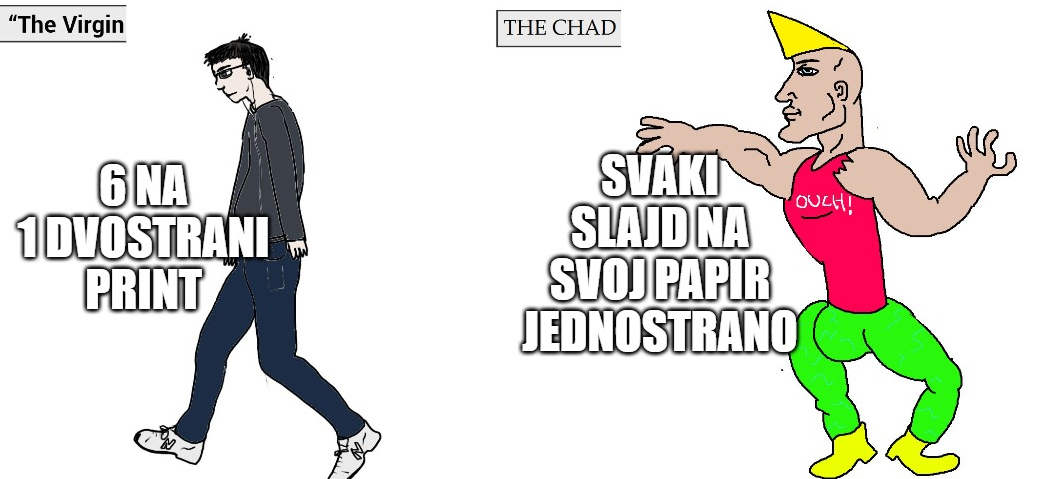 “The Virgin
THE CHAD
6 NA
1 DVOSTRANI
PRINT
SVAKI
SLAJD NA
SVOJ PAPIR
JEDNOSTRANO
OUCH!